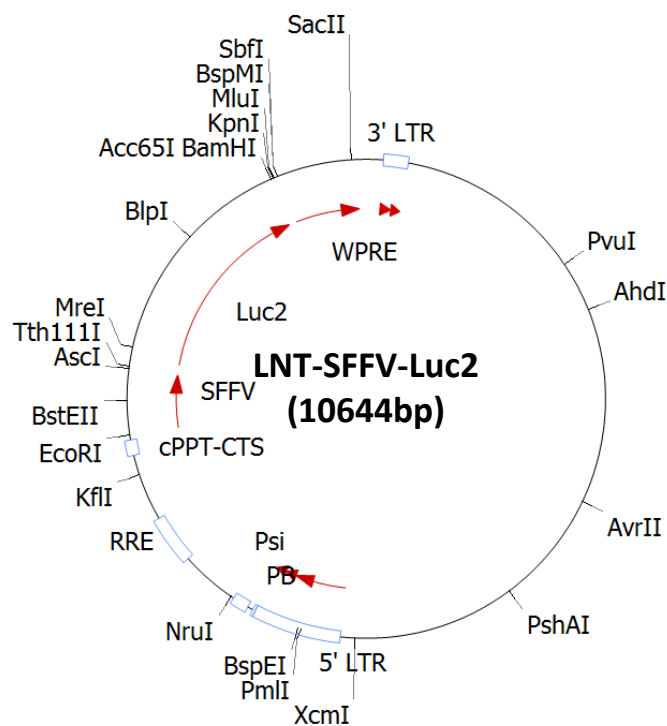 SacII
SbfI
BspMI
MluI
KpnI
Acc65I BamHI
3' LTR
BlpI
WPRE
PvuI
AhdI
Luc2
MreI
Tth111I
AscI
LNT-SFFV-Luc2
(10644bp)
SFFV
BstEII
cPPT-CTS
EcoRI
KflI
AvrII
RRE
Psi
PB
PshAI
NruI
BspEI
5' LTR
PmlI
XcmI